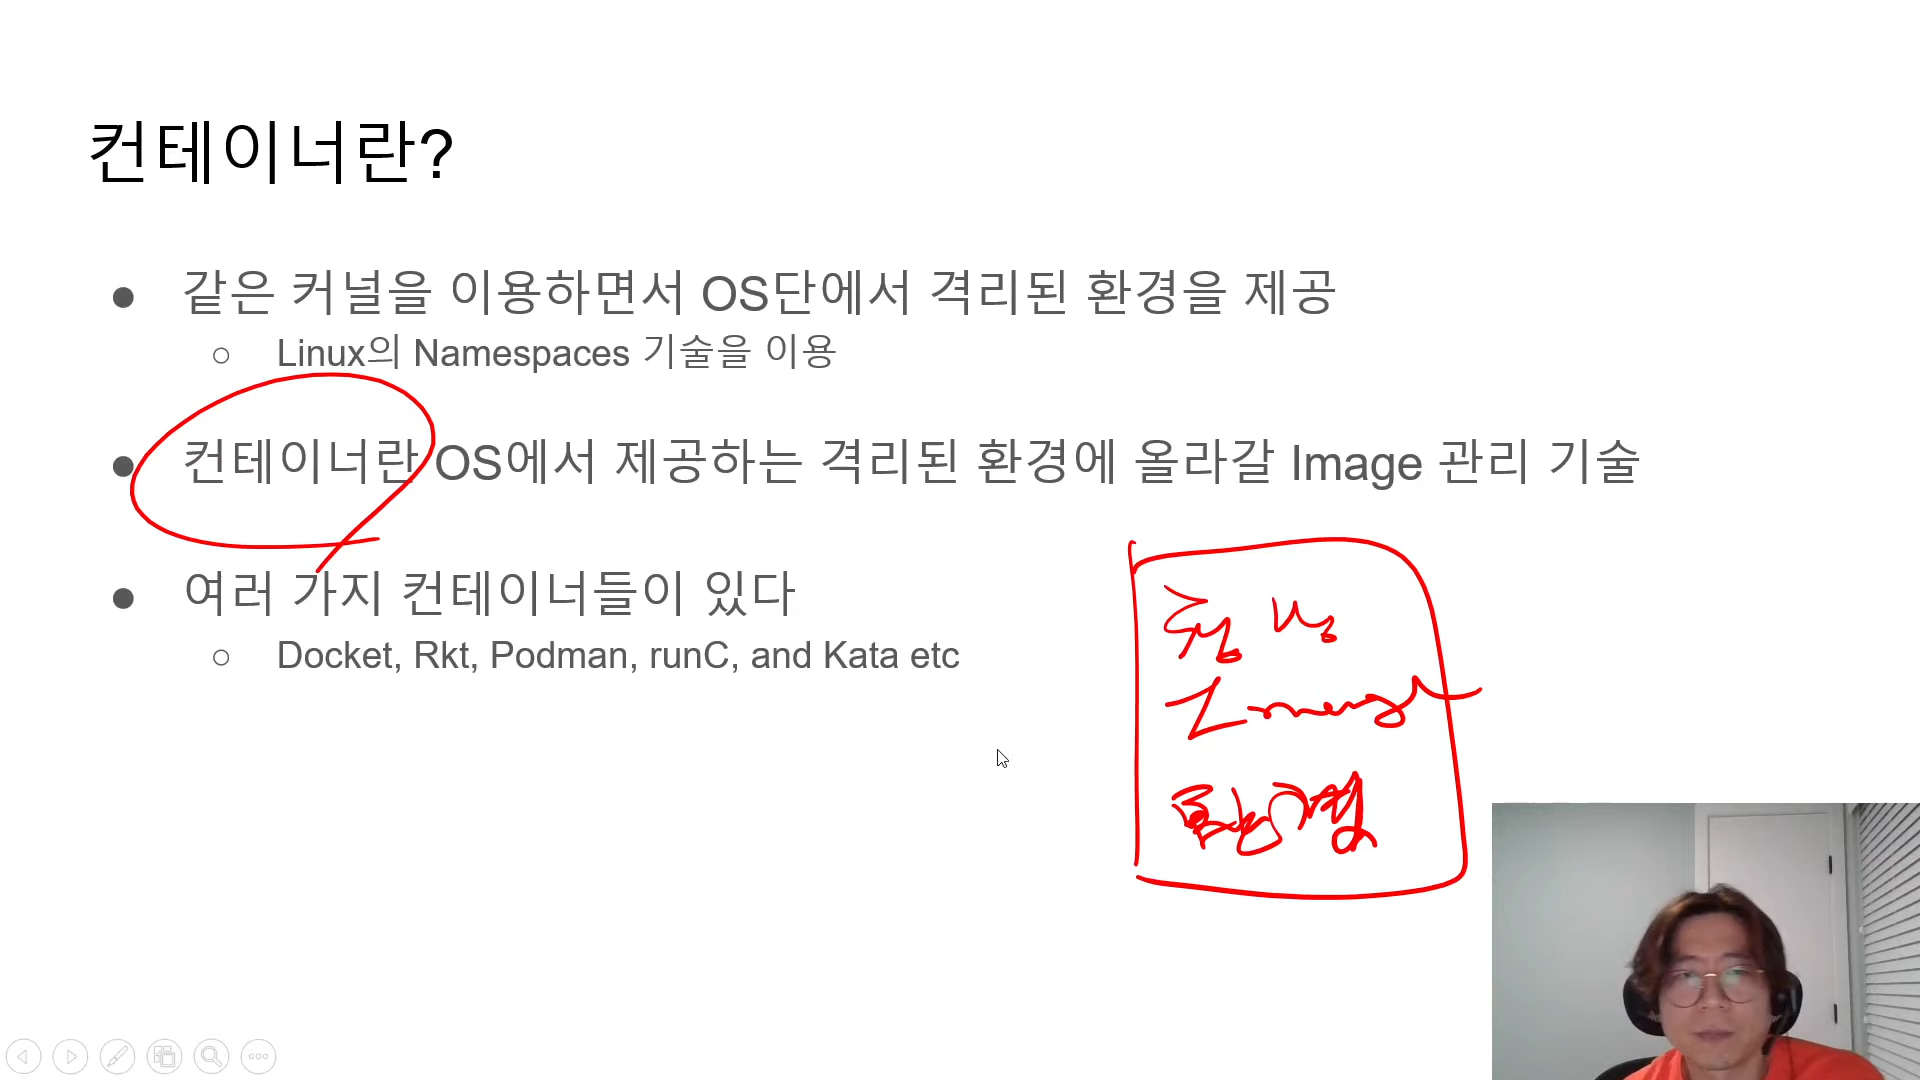 컨테이너란?
● 같은 커널을 이용하면서 OS단에서 격리된 환경을 제공
○ Linux의 Namespaces 기술을 이용
● 컨테이너란 OS에서 제공하는 격리된 환경에 올라갈 Image 관리 기술
● 여러 가지 컨테이너들이 있다
○ Docket, Rkt, Podman, runC, and Kata etc